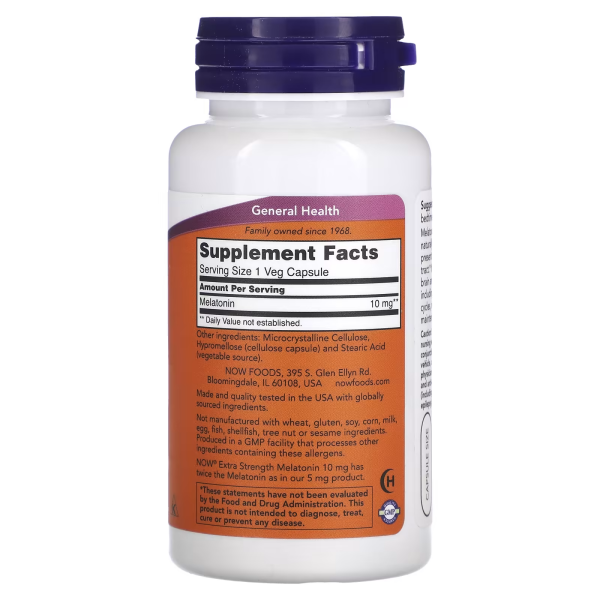 General Health
Family owned since 1968.
Supplement Facts
Serving Size 1 Veg Capsule
Amount Per Serving
Melatonin 10 mg**
** Daily Value not established.
Other ingredients: Microcrystalline Cellulose,
Hypromellose (cellulose capsule) and Stearic Acid
(vegetable source).
NOW FOODS, 395 S. Glen Ellyn Rd.
Bloomingdale, IL 60108, USA nowfoods.com
Made and quality tested in the USA with globally
sourced ingredients.
Not manufactured with wheat, gluten, soy, corn, milk,
egg, fish, shellfish, tree nut or sesame ingredients.
Produced in a GMP facility that processes other
ingredients containing these allergens.
NOW® Extra Strength Melatonin 10 mg has
twice the Melatonin as in our 5 mg product.
*These statements have not been evaluated
by the Food and Drug Administration. This
product is not intended to diagnose, treat,
cure or prevent any disease.
H
GMP
CAPSULE SIZE